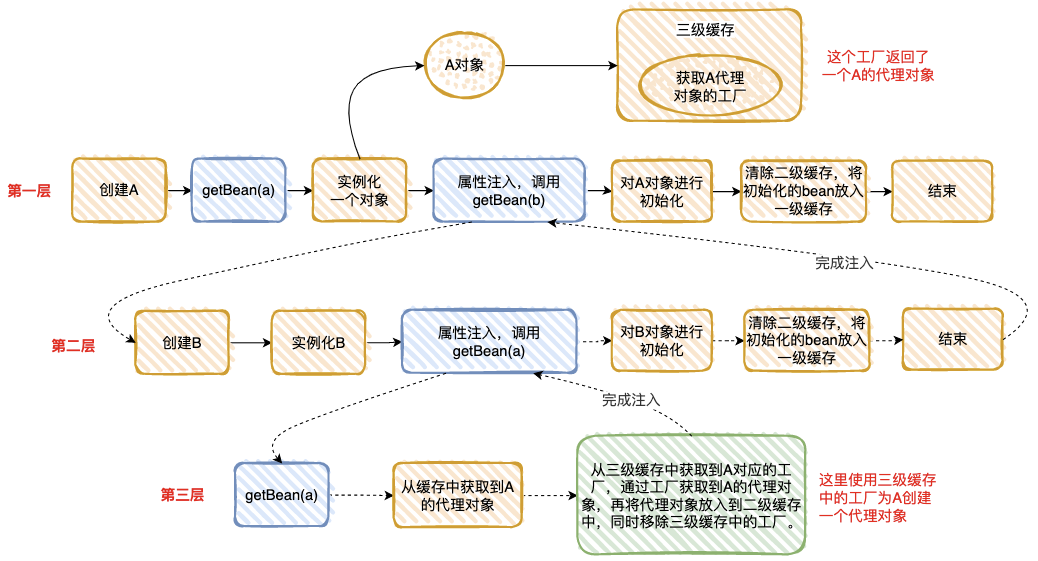 三级缓存
A对象
获取A代理
对象的工厂
这个工厂返回了
一个A的代理对象
第一层
创建A
getBean(a)
实例化
一个对象
属性注入，调用
getBean(b)
对A对象进行
初始化
清除二级缓存，将
初始化的bean放入
一级缓存
结束
完成注入
第二层
创建B
实例化B
属性注入，调用
getBean(a)
对B对象进行
初始化
清除二级缓存，将
初始化的bean放入
一级缓存
结束
完成注入
第三层
getBean(a)
从缓存中获取到A
的代理对象
从三级缓存中获取到A对应的工
厂，通过工厂获取到A的代理对
象，再将代理对象放入到二级缓存
中，同时移除三级缓存中的工厂。
这里使用三级缓存
中的工厂为A创建
一个代理对象